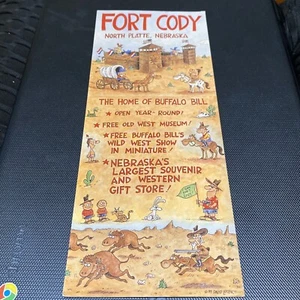 FORT CODY
NORTH PLATTE, NEBRASKA
THE HOME OF BUFFALO BILL
★ OPEN YEAR-ROUND!
★ FREE OLD WEST MUSEUM!
★ FREE BUFFALO BILL'S
WILD WEST SHOW
IN MINIATURE!
★ NEBRASKA'S
LARGEST SOUVENIR
AND WESTERN
GIFT STORE!